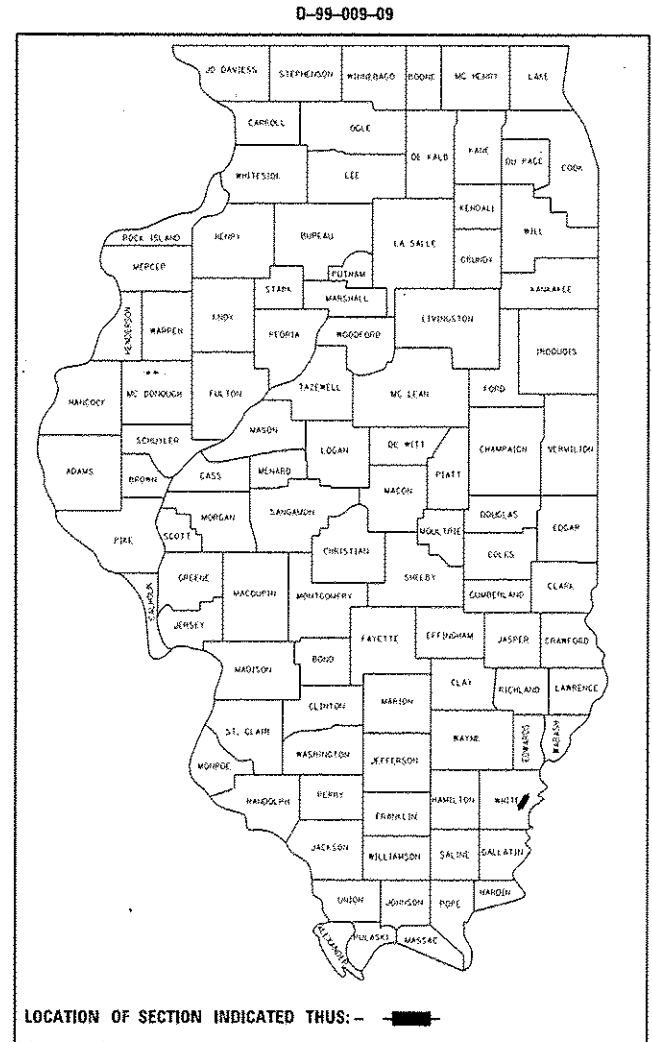 D-99-009-09
JO DAVIESS STEPHENSON WINNEBAGO BOONE MC HENRY LAKE
CARROLL OGLE DE KALB KANE DU PAGE COOK
WHITESIDE LEE KENDALL
ROCK ISLAND HENRY BUREAU LA SALLE GRUNDY WILL
MERCER PUTNAM KANKAKEE
HENDERSON WARREN KNOX STARK MARSHALL LIVINGSTON
PEORIA WOODFORD IROQUOIS
HANCOCK MC DONOUGH FULTON TAZEWELL MC LEAN FORD
SCHUYLER MASON LOGAN DE WITT CHAMPAIGN VERMILION
ADAMS BROWN CASS MENARD MACON PIATT
PIKE SCOTT MORGAN SANGAMON CHRISTIAN MOULTRIE DOUGLAS EDGAR
COLES
CALHOUN GREENE MACOUPIN MONTGOMERY SHELBY CUMBERLAND CLARK
JERSEY FAYETTE EFFINGHAM JASPER CRAWFORD
MADISON BOND CLAY RICHLAND LAWRENCE
CLINTON MARION
ST. CLAIR WASHINGTON JEFFERSON WAYNE EDWARDS WABASH
MONROE RANDOLPH PERRY FRANKLIN HAMILTON WHITE
JACKSON WILLIAMSON SALINE GALLATIN
UNION JOHNSON POPE HARDIN
ALEXANDER PULASKI MASSAC
LOCATION OF SECTION INDICATED THUS: -